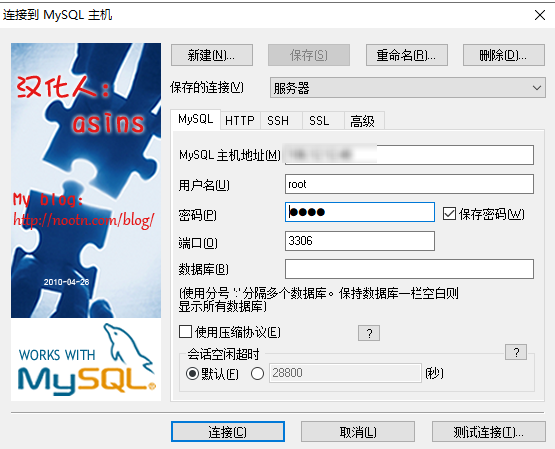 连接到 MySQL 主机
汉化人：
asins
My blog:
http://nootn.com/blog/
2010-04-26
WORKS WITH
MySQL®
新建(N)...
保存(S)
重命名(R)...
删除(D)...
保存的连接(V)
服务器
MySQL
HTTP
SSH
SSL
高级
MySQL 主机地址(M)
用户名(U)
root
密码(P)
●●●●
保存密码(W)
端口(O)
3306
数据库(B)
(使用分号 ';' 分隔多个数据库。保持数据库一栏空白则
显示所有数据库)
使用压缩协议(E)
?
会话空闲超时
?
默认(F)
28800
(秒)
连接(C)
取消(L)
测试连接(T)...